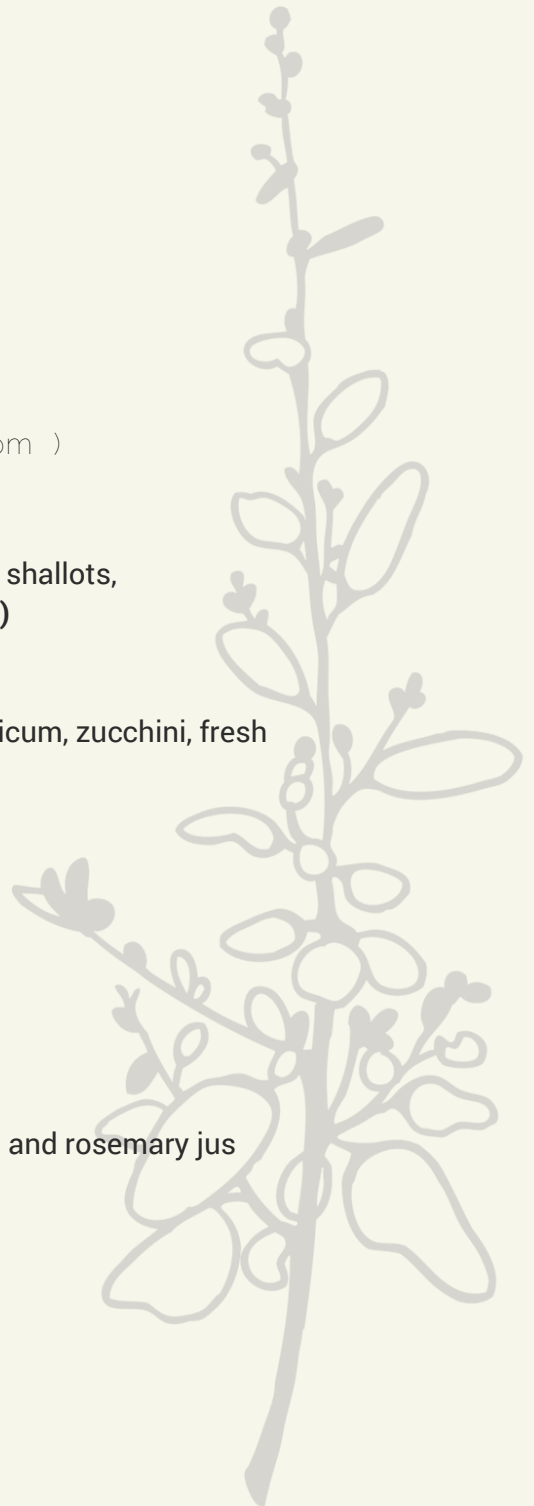 om )
shallots,
)
icum, zucchini, fresh
and rosemary jus